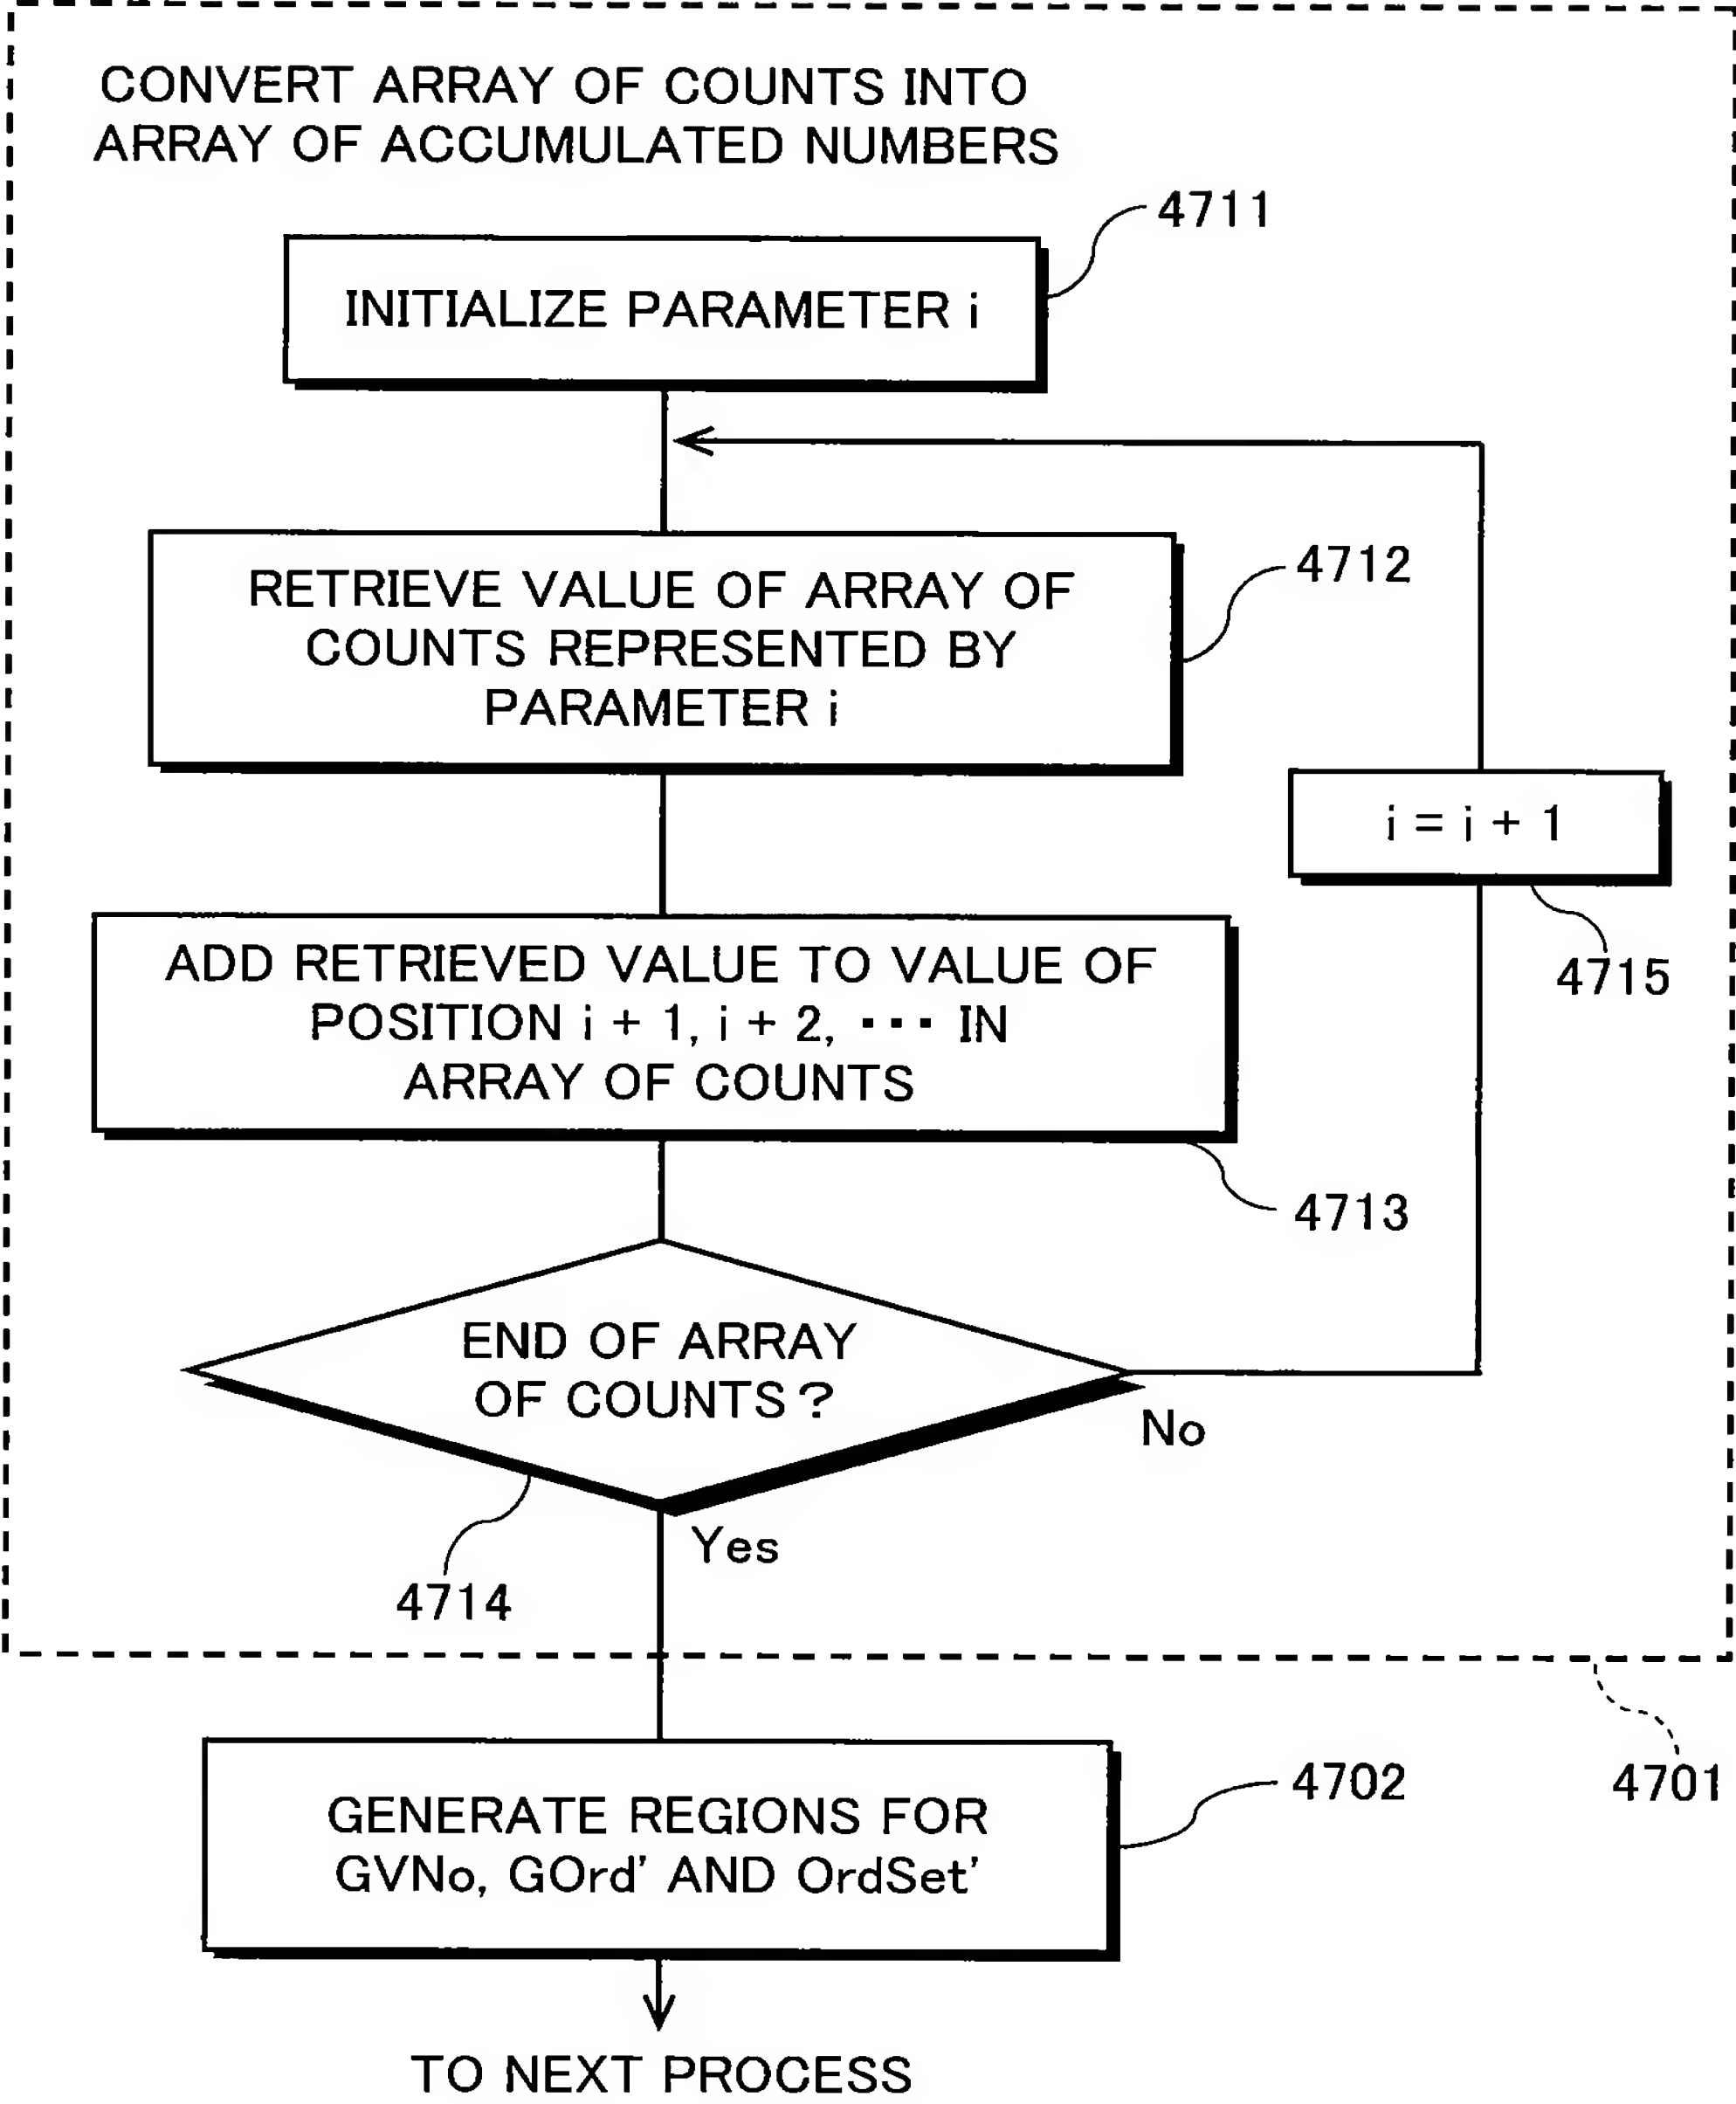 CONVERT ARRAY OF COUNTS INTO
ARRAY OF ACCUMULATED NUMBERS
4711
INITIALIZE PARAMETER i
4712
RETRIEVE VALUE OF ARRAY OF
COUNTS REPRESENTED BY
PARAMETER i
i = i + 1
4715
ADD RETRIEVED VALUE TO VALUE OF
POSITION i + 1, i + 2, ··· IN
ARRAY OF COUNTS
4713
END OF ARRAY
OF COUNTS?
No
Yes
4714
4701
4702
GENERATE REGIONS FOR
GVNo, GOrd' AND OrdSet'
TO NEXT PROCESS